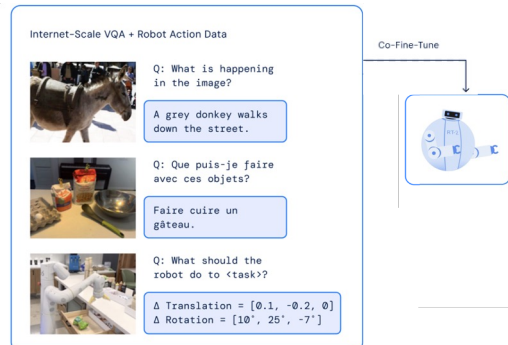 Internet-Scale VQA + Robot Action Data
Co-Fine-Tune
Q: What is happening
in the image?
A grey donkey walks
down the street.
Q: Que puis-je faire
avec ces objets?
Faire cuire un
gâteau.
Q: What should the
robot do to <task>?
Δ Translation = [0.1, -0.2, 0]
Δ Rotation = [10°, 25°, -7°]